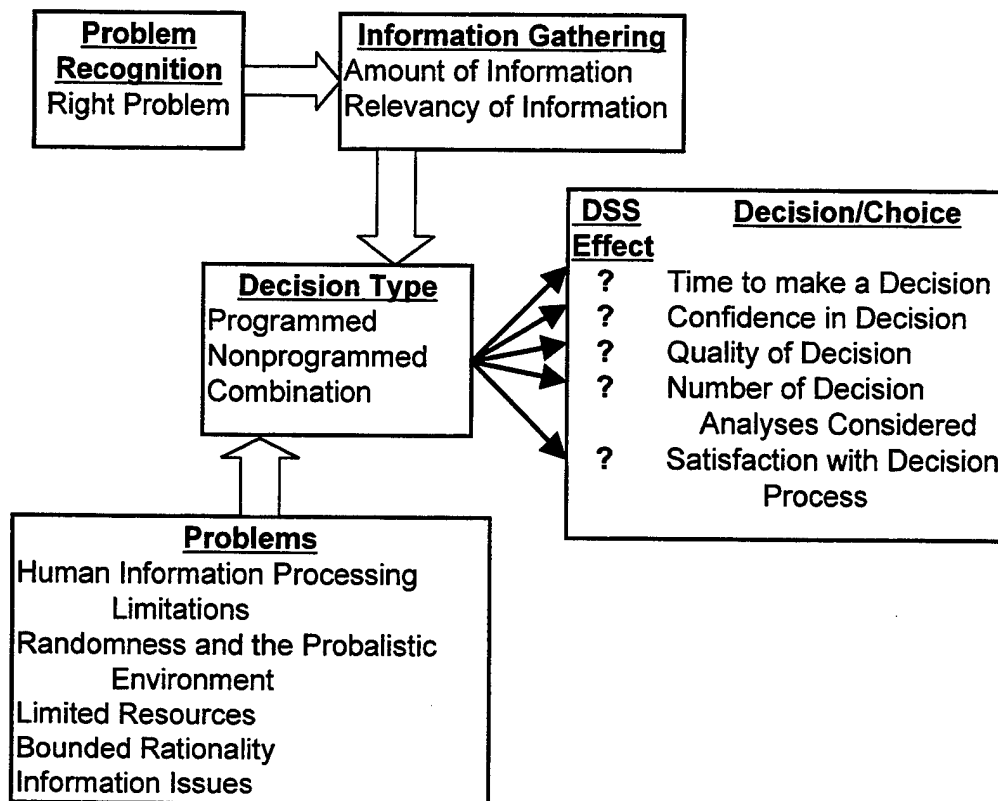 Problem
Recognition
Right Problem
Information Gathering
Amount of Information
Relevancy of Information
Decision Type
Programmed
Nonprogrammed
Combination
DSS Decision/Choice
Effect
? Time to make a Decision
? Confidence in Decision
? Quality of Decision
? Number of Decision
Analyses Considered
? Satisfaction with Decision
Process
Problems
Human Information Processing
Limitations
Randomness and the Probalistic
Environment
Limited Resources
Bounded Rationality
Information Issues